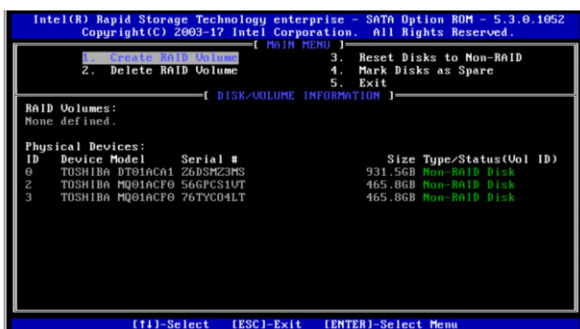 Intel(R) Rapid Storage Technology enterprise - SATA Option ROM - 5.3.0.1052
Copyright(C) 2003-17 Intel Corporation.  All Rights Reserved.
[ MAIN MENU ]
1.  Create RAID Volume  3.  Reset Disks to Non-RAID
2.  Delete RAID Volume  4.  Mark Disks as Spare
5.  Exit
[ DISK/VOLUME INFORMATION ]
RAID Volumes:
None defined.
Physical Devices:
ID  Device Model  Serial #  Size Type/Status(Vol ID)
0  TOSHIBA DT01ACA1 Z6DSMZ3MS  931.5GB Non-RAID Disk
2  TOSHIBA MQ01ACF0 56GPCS1VT  465.8GB Non-RAID Disk
3  TOSHIBA MQ01ACF0 76TYCO4LT  465.8GB Non-RAID Disk
[↑↓]-Select  [ESC]-Exit  [ENTER]-Select Menu